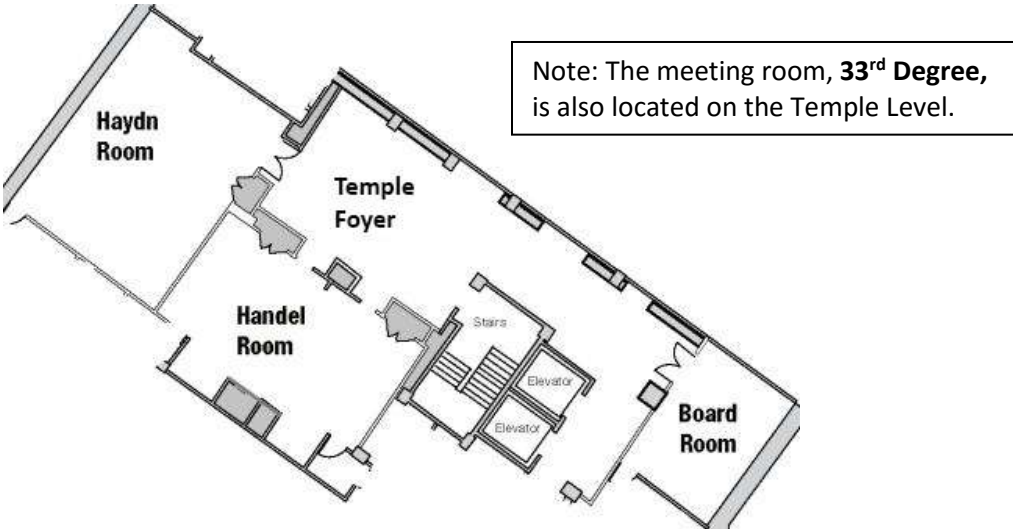 Note: The meeting room, 33rd Degree,
is also located on the Temple Level.
Haydn
Room
Temple
Foyer
Handel
Room
Stairs
Elevator
Elevator
Board
Room